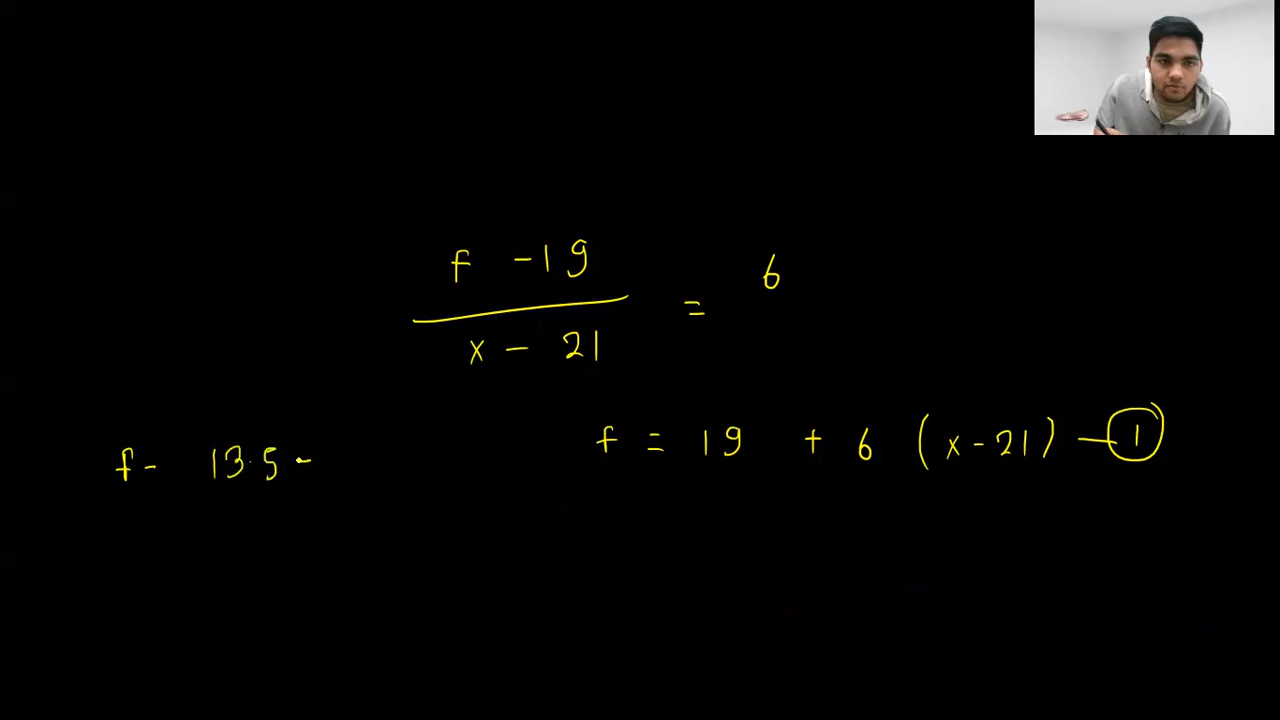 f - 19
= 6
x - 21
f = 19 + 6 (x - 21) — 1
f - 13.5 -